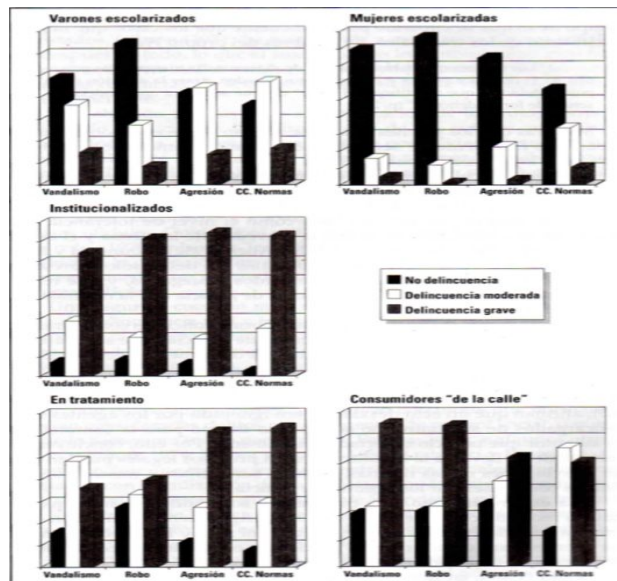 Varones escolarizados
Mujeres escolarizadas
Vandalismo Robo Agresión CC. Normas
Vandalismo Robo Agresión CC. Normas
Institucionalizados
No delincuencia
Delincuencia moderada
Delincuencia grave
Vandalismo Robo Agresión CC. Normas
En tratamiento
Consumidores "de la calle"
Vandalismo Robo Agresión CC. Normas
Vandalismo Robo Agresión CC. Normas